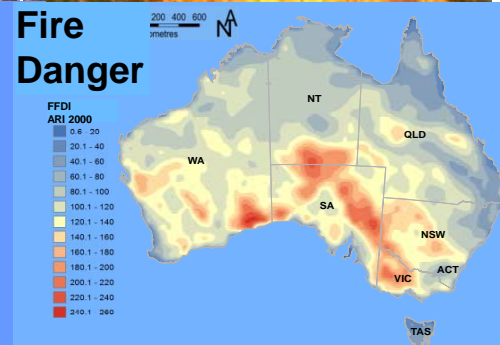 Fire
Danger
200 400 600
ometres
N
FFDI
ARI 2000
0.6 - 20
20.1 - 40
40.1 - 60
60.1 - 80
80.1 - 100
100.1 - 120
120.1 - 140
140.1 - 160
160.1 - 180
180.1 - 200
200.1 - 220
220.1 - 240
240.1 - 260
NT
QLD
WA
SA
NSW
ACT
VIC
TAS